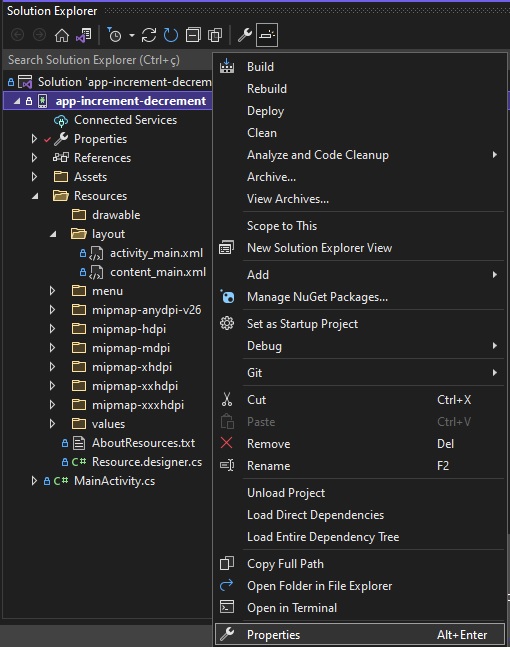 Solution Explorer
Search Solution Explorer (Ctrl+ç)
Solution 'app-increment-decrem
app-increment-decrement
Connected Services
Properties
References
Assets
Resources
drawable
layout
activity_main.xml
content_main.xml
menu
mipmap-anydpi-v26
mipmap-hdpi
mipmap-mdpi
mipmap-xhdpi
mipmap-xxhdpi
mipmap-xxxhdpi
values
AboutResources.txt
C# Resource.designer.cs
C# MainActivity.cs
Build
Rebuild
Deploy
Clean
Analyze and Code Cleanup
Archive...
View Archives...
Scope to This
New Solution Explorer View
Add
Manage NuGet Packages...
Set as Startup Project
Debug
Git
Cut Ctrl+X
Paste Ctrl+V
Remove Del
Rename F2
Unload Project
Load Direct Dependencies
Load Entire Dependency Tree
Copy Full Path
Open Folder in File Explorer
Open in Terminal
Properties Alt+Enter